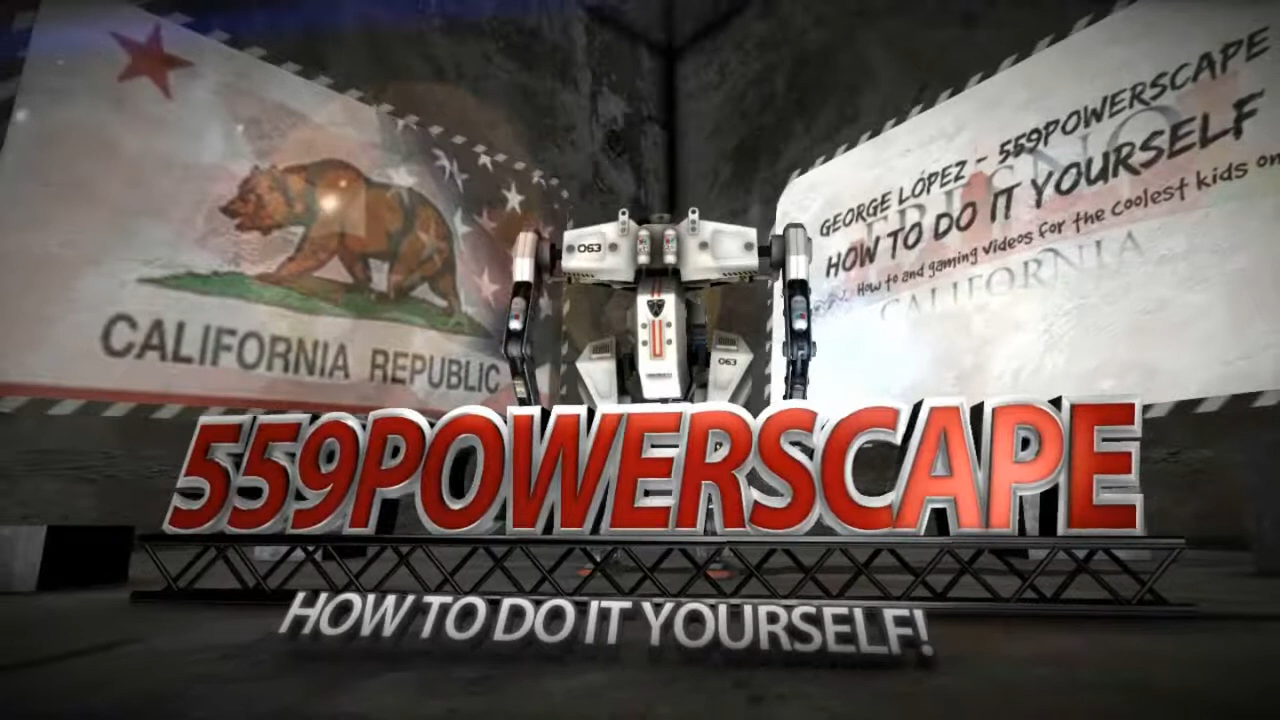 CALIFORNIA REPUBLIC
GEORGE LÓPEZ - 559POWERSCAPE
HOW TO DO IT YOURSELF
How to and gaming videos for the coolest kids on
FRESNO
CALIFORNIA
063
063
559POWERSCAPE
HOW TO DO IT YOURSELF!